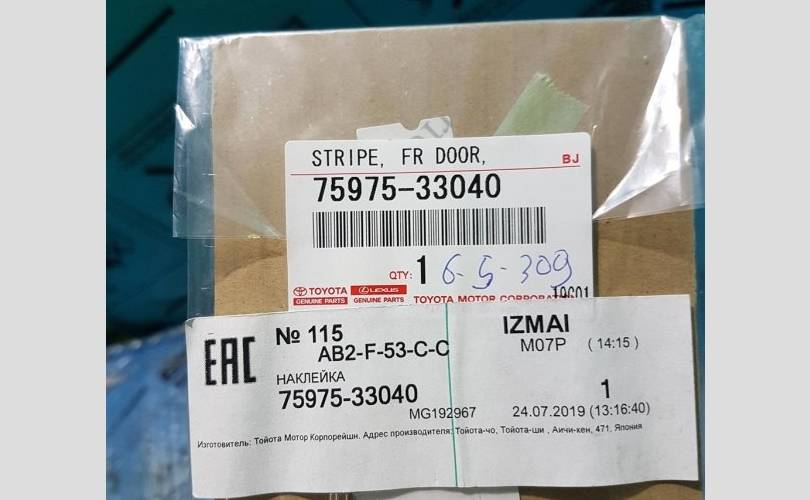 STRIPE, FR DOOR,
BJ
75975-33040
QTY: 1 6-5-309
TOYOTA LEXUS
GENUINE PARTS GENUINE PARTS TOYOTA MOTOR CORPORATION
EAC
№ 115
AB2-F-53-C-C
НАКЛЕЙКА
75975-33040
MG192967
IZMAI
M07P (14:15)
1
24.07.2019 (13:16:40)
Изготовитель: Тойота Мотор Корпорейшн. Адрес производителя: Тойота-чо, Тойота-ши , Аичи-кен, 471, Япония